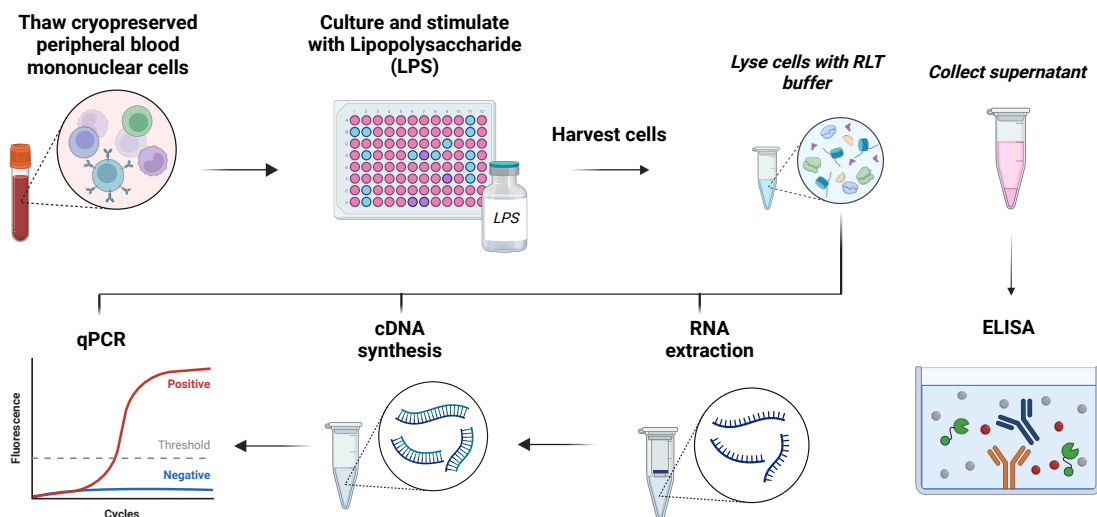 Thaw cryopreserved
peripheral blood
mononuclear cells
Culture and stimulate
with Lipopolysaccharide
(LPS)
LPS
Harvest cells
Lyse cells with RLT
buffer
Collect supernatant
qPCR
Fluorescence
Positive
Threshold
Negative
Cycles
cDNA
synthesis
RNA
extraction
ELISA